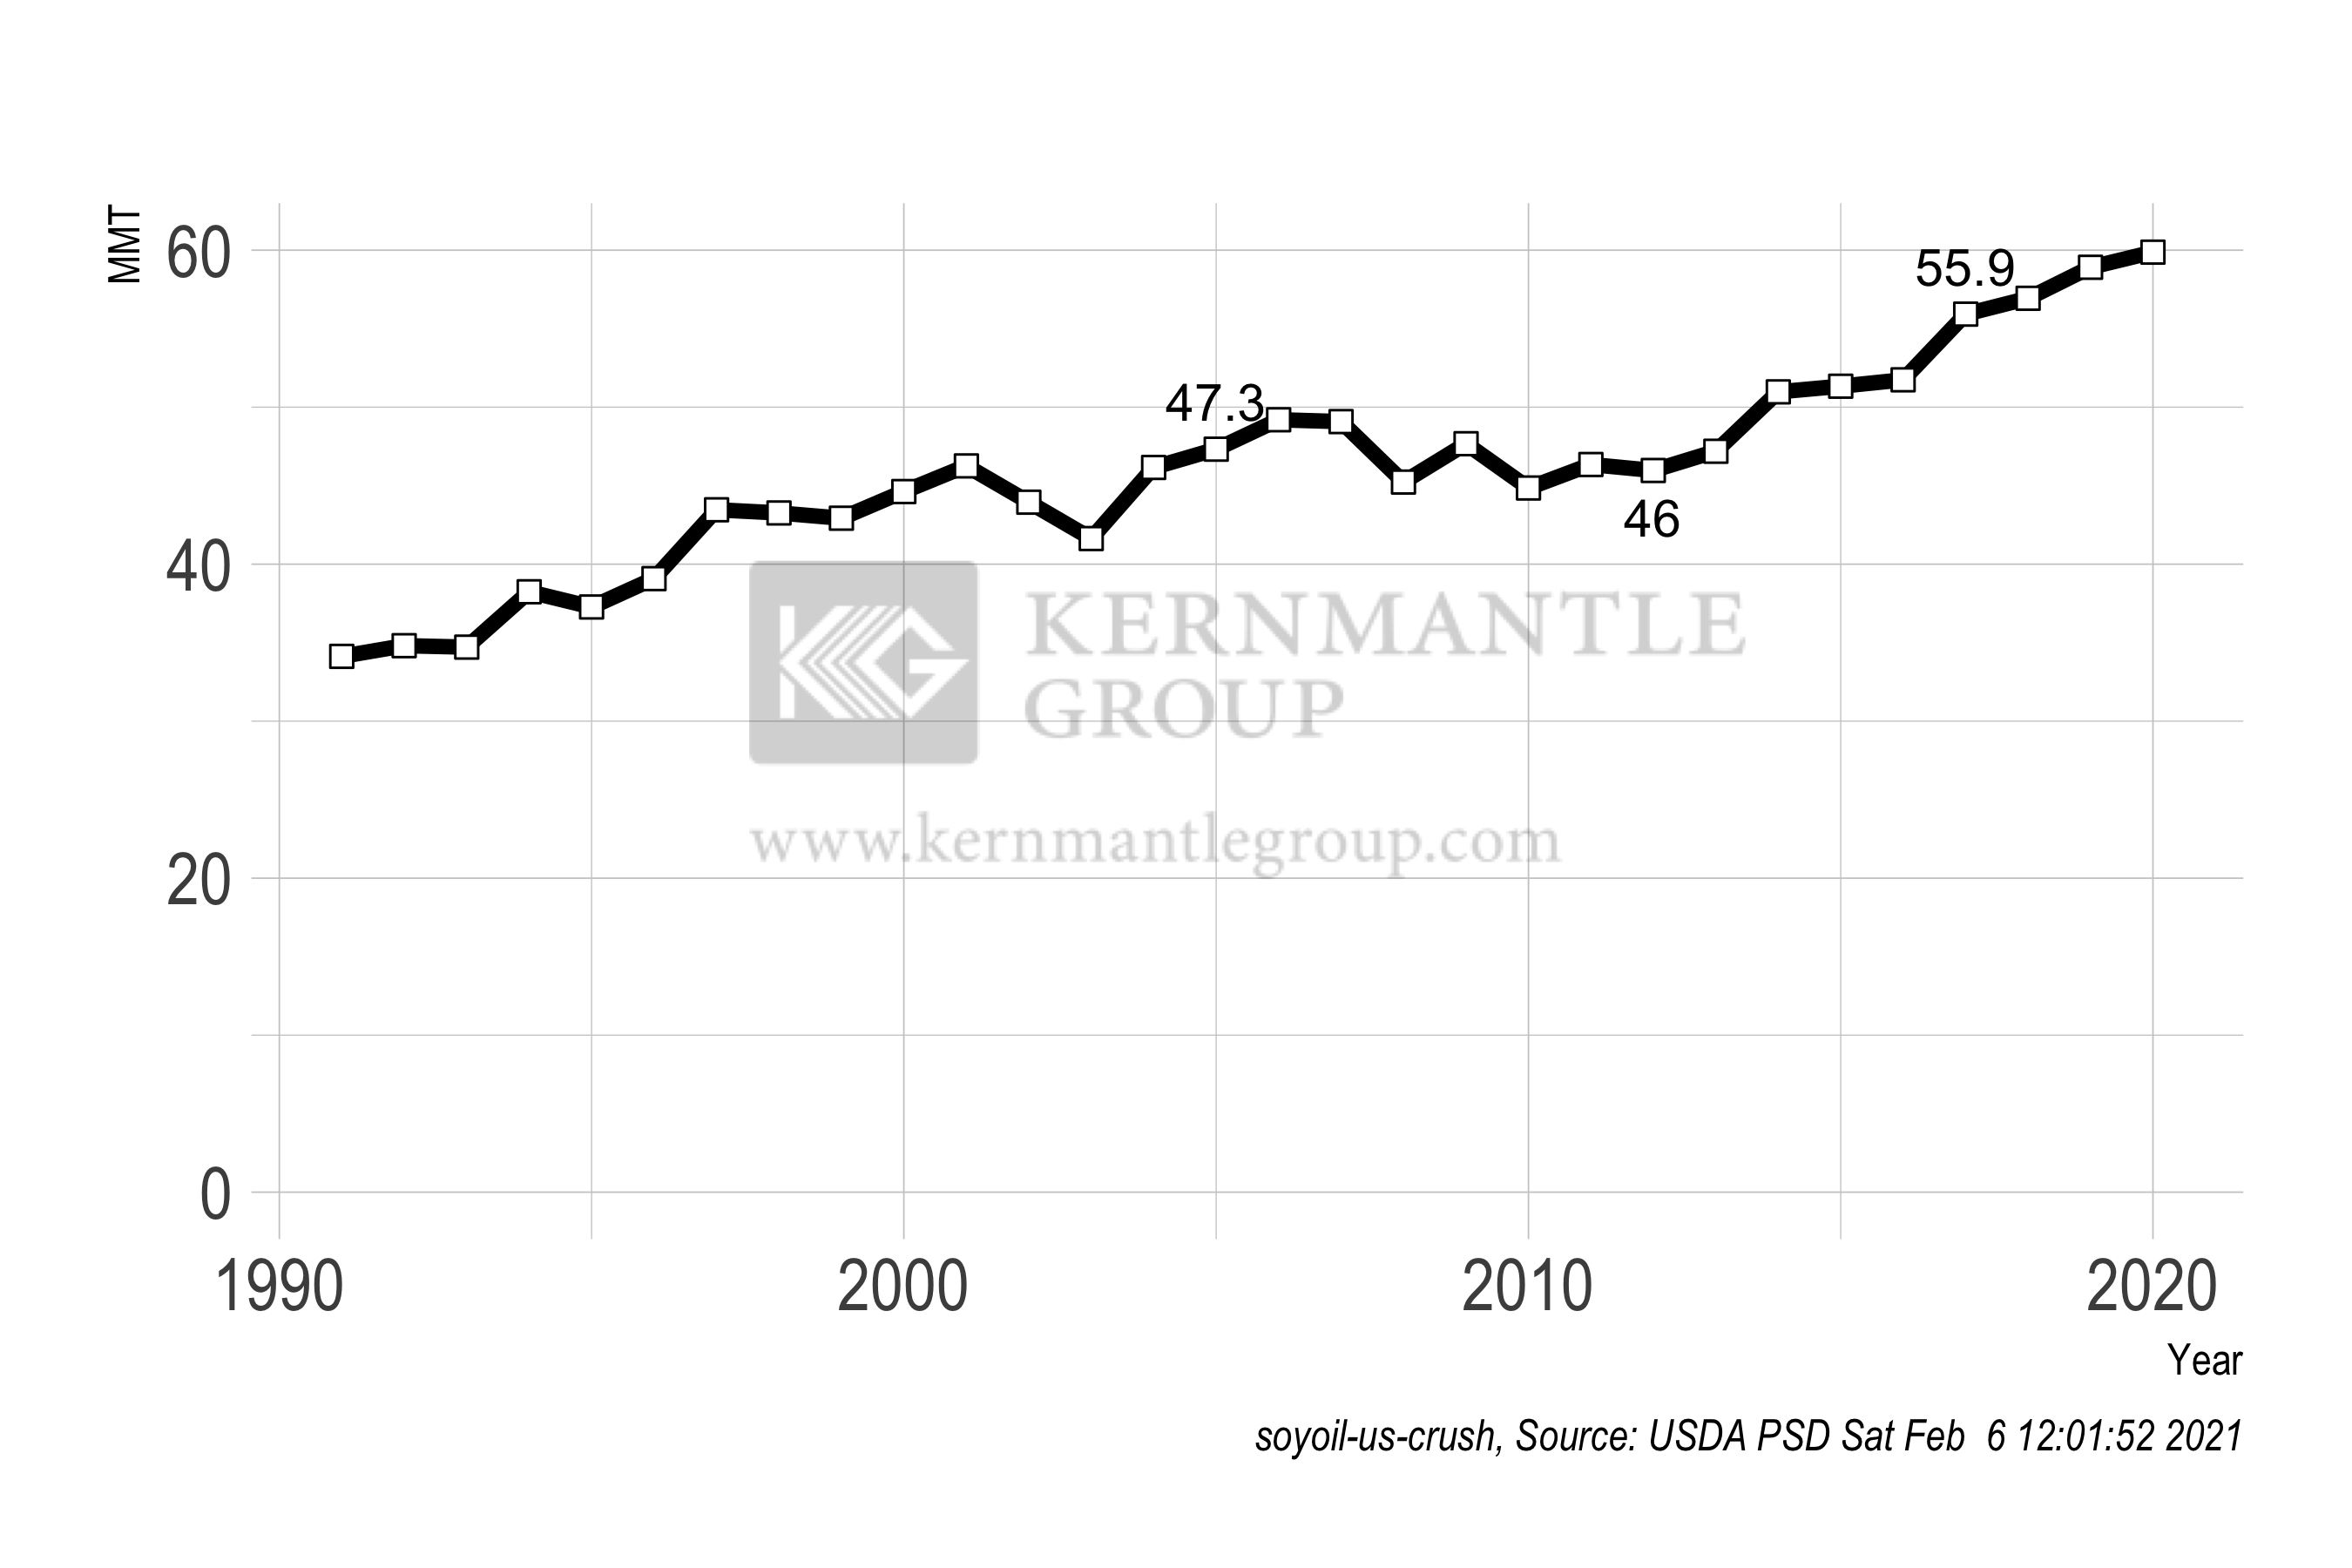 MMT
60
40
20
0
47.3
46
55.9
KERNMANTLE
GROUP
www.kernmantlegroup.com
1990 2000 2010 2020
Year
soyoil-us-crush, Source: USDA PSD Sat Feb  6 12:01:52 2021